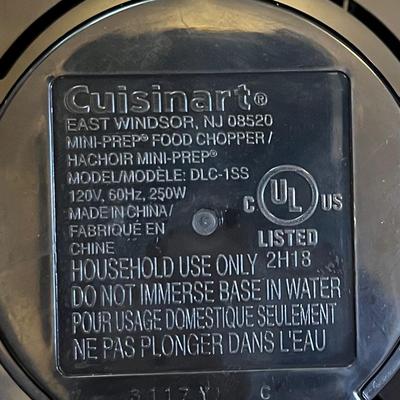 Cuisinart®
EAST WINDSOR, NJ 08520
MINI-PREP® FOOD CHOPPER /
HACHOIR MINI-PREP®
MODEL/MODÈLE: DLC-1SS
120V, 60Hz, 250W
MADE IN CHINA/
FABRIQUÉ EN
CHINE
C UL US
LISTED
2H18
HOUSEHOLD USE ONLY
DO NOT IMMERSE BASE IN WATER
POUR USAGE DOMESTIQUE SEULEMENT
NE PAS PLONGER DANS L'EAU
C